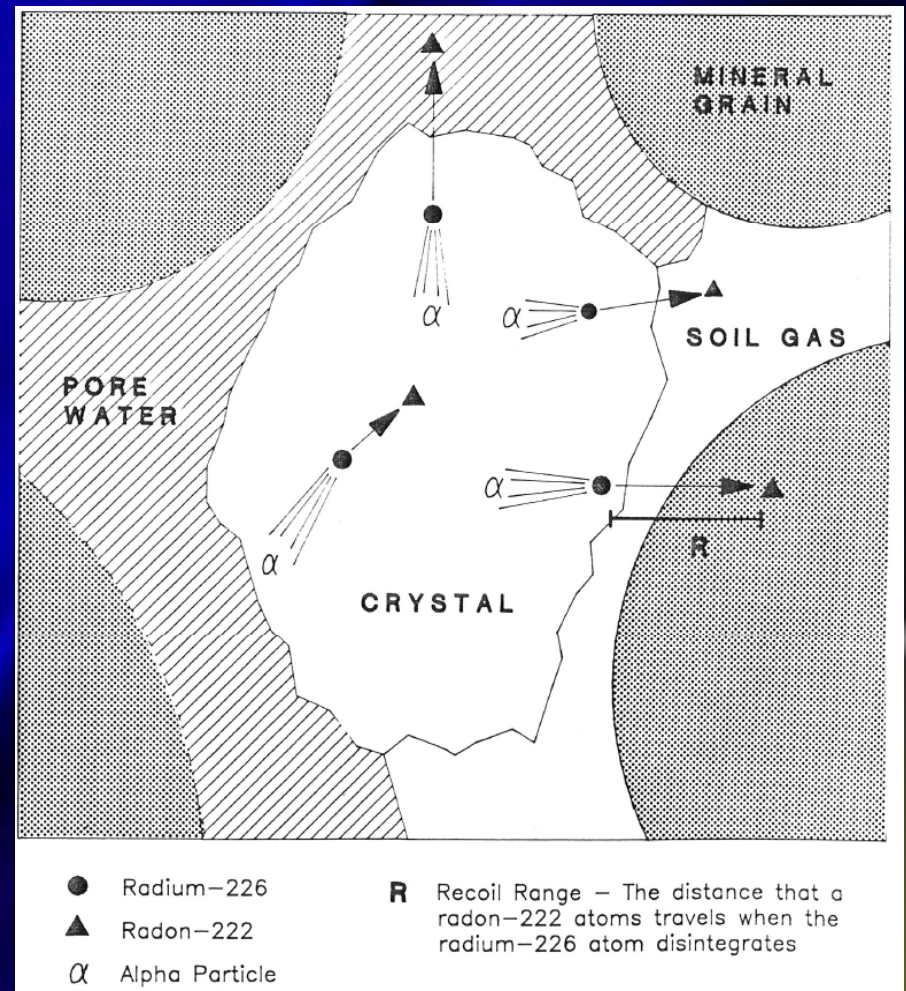 MINERAL
GRAIN
α
α
SOIL GAS
PORE
WATER
α
α
R
CRYSTAL
Radium-226
Radon-222
α Alpha Particle
R Recoil Range – The distance that a
radon-222 atoms travels when the
radium-226 atom disintegrates